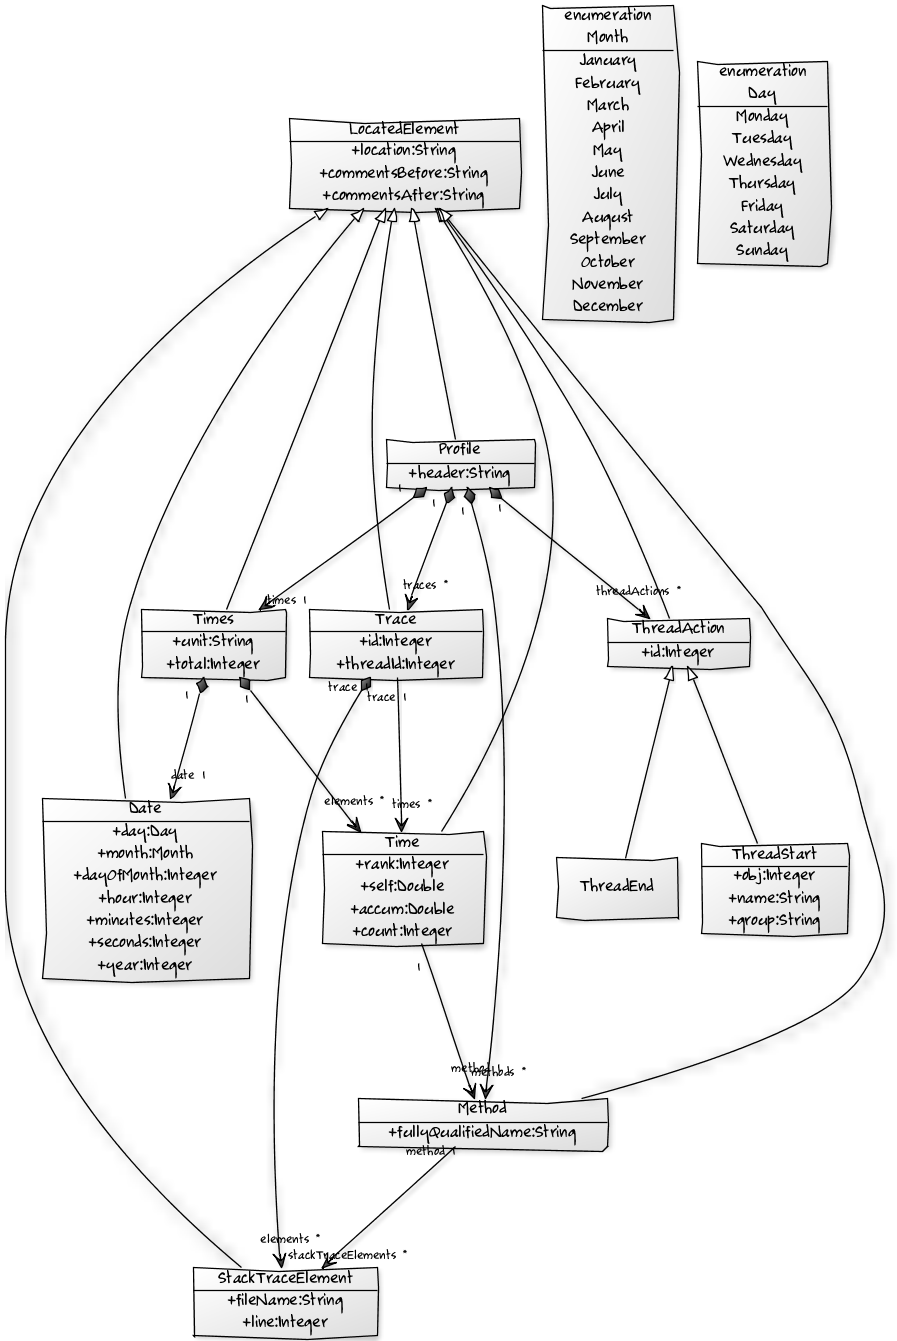 enumeration
Month
January
February
March
April
May
June
July
August
September
October
November
December
enumeration
Day
Monday
Tuesday
Wednesday
Thursday
Friday
Saturday
Sunday
LocatedElement
+location:String
+commentsBefore:String
+commentsAfter:String
Profile
+header:String
1
1
1
1
times 1
traces *
threadActions *
Times
+unit:String
+total:Integer
Trace
+id:Integer
+threadId:Integer
ThreadAction
+id:Integer
1
1
trace
trace 1
date 1
elements *
times *
Date
+day:Day
+month:Month
+dayOfMonth:Integer
+hour:Integer
+minutes:Integer
+seconds:Integer
+year:Integer
Time
+rank:Integer
+self:Double
+accum:Double
+count:Integer
ThreadEnd
ThreadStart
+obj:Integer
+name:String
+group:String
1
method
methods *
Method
+fullyQualifiedName:String
method 1
elements *
stackTraceElements *
StackTraceElement
+fileName:String
+line:Integer